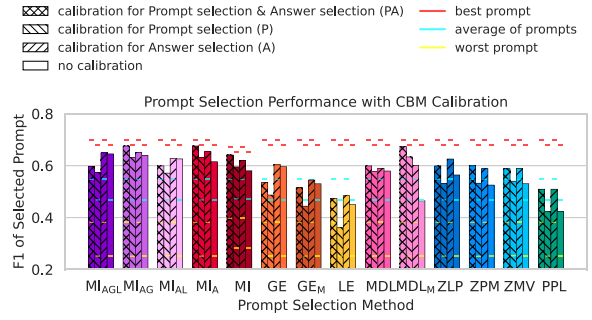 calibration for Prompt selection & Answer selection (PA)
calibration for Prompt selection (P)
calibration for Answer selection (A)
no calibration
best prompt
average of prompts
worst prompt
Prompt Selection Performance with CBM Calibration
F1 of Selected Prompt
0.8
0.6
0.4
0.2
MI_AGL MI_AG MI_AL MI_A MI GE GE_M LE MDL MDL_M ZLP ZPM ZMV PPL
Prompt Selection Method